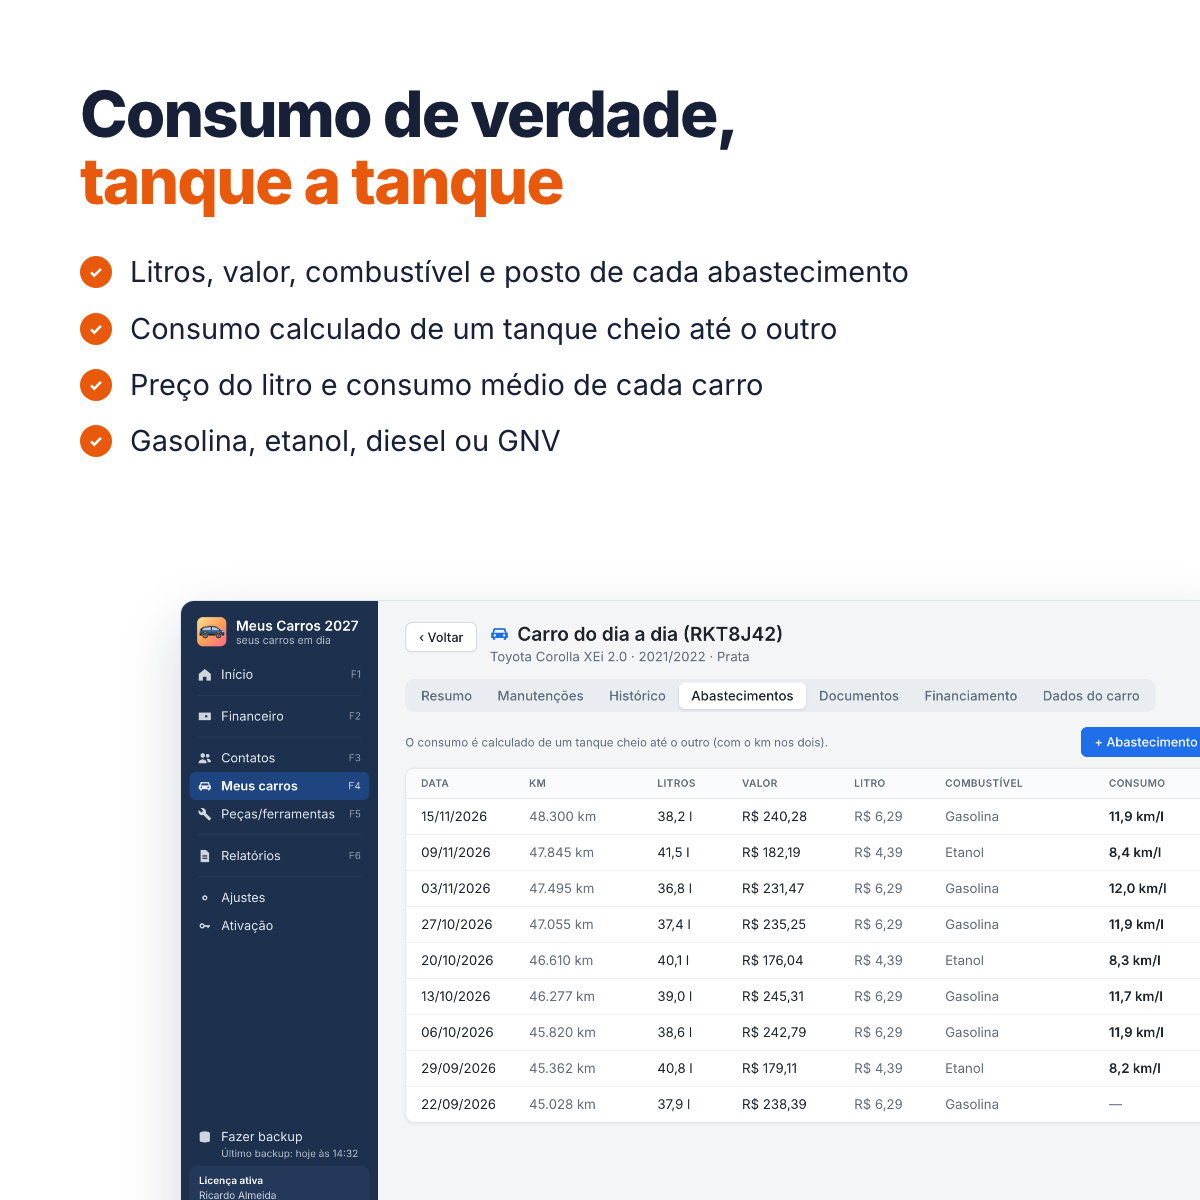 Consumo de verdade,
tanque a tanque
Litros, valor, combustível e posto de cada abastecimento
Consumo calculado de um tanque cheio até o outro
Preço do litro e consumo médio de cada carro
Gasolina, etanol, diesel ou GNV
Meus Carros 2027
seus carros em dia
Início F1
Financeiro F2
Contatos F3
Meus carros F4
Peças/ferramentas F5
Relatórios F6
Ajustes
Ativação
Fazer backup
Último backup: hoje às 14:32
Licença ativa
Ricardo Almeida
‹ Voltar
Carro do dia a dia (RKT8J42)
Toyota Corolla XEi 2.0 · 2021/2022 · Prata
Resumo Manutenções Histórico Abastecimentos Documentos Financiamento Dados do carro
O consumo é calculado de um tanque cheio até o outro (com o km nos dois).
+ Abastecimento
DATA KM LITROS VALOR LITRO COMBUSTÍVEL CONSUMO
15/11/2026 48.300 km 38,2 l R$ 240,28 R$ 6,29 Gasolina 11,9 km/l
09/11/2026 47.845 km 41,5 l R$ 182,19 R$ 4,39 Etanol 8,4 km/l
03/11/2026 47.495 km 36,8 l R$ 231,47 R$ 6,29 Gasolina 12,0 km/l
27/10/2026 47.055 km 37,4 l R$ 235,25 R$ 6,29 Gasolina 11,9 km/l
20/10/2026 46.610 km 40,1 l R$ 176,04 R$ 4,39 Etanol 8,3 km/l
13/10/2026 46.277 km 39,0 l R$ 245,31 R$ 6,29 Gasolina 11,7 km/l
06/10/2026 45.820 km 38,6 l R$ 242,79 R$ 6,29 Gasolina 11,9 km/l
29/09/2026 45.362 km 40,8 l R$ 179,11 R$ 4,39 Etanol 8,2 km/l
22/09/2026 45.028 km 37,9 l R$ 238,39 R$ 6,29 Gasolina —